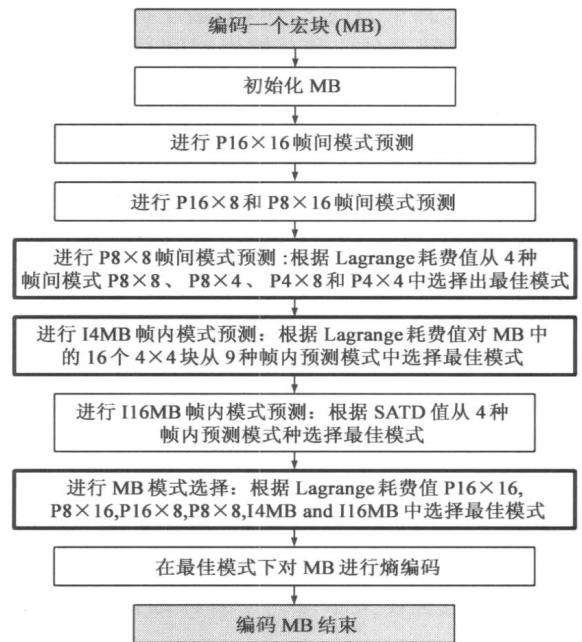 编码一个宏块 (MB)
初始化 MB
进行 P16×16 帧间模式预测
进行 P16×8 和 P8×16 帧间模式预测
进行 P8×8 帧间模式预测 :根据 Lagrange 耗费值从 4 种
帧间模式 P8×8 、 P8×4 、 P4×8 和 P4×4 中选择出最佳模式
进行 I4MB 帧内模式预测：根据 Lagrange 耗费值对 MB 中
的 16 个 4×4 块从 9 种帧内预测模式中选择最佳模式
进行 I16MB 帧内模式预测：根据 SATD 值从 4 种
帧内预测模式种选择最佳模式
进行 MB 模式选择：根据 Lagrange 耗费值 P16×16,
P8×16,P16×8,P8×8,I4MB and I16MB 中选择最佳模式
在最佳模式下对 MB 进行熵编码
编码 MB 结束